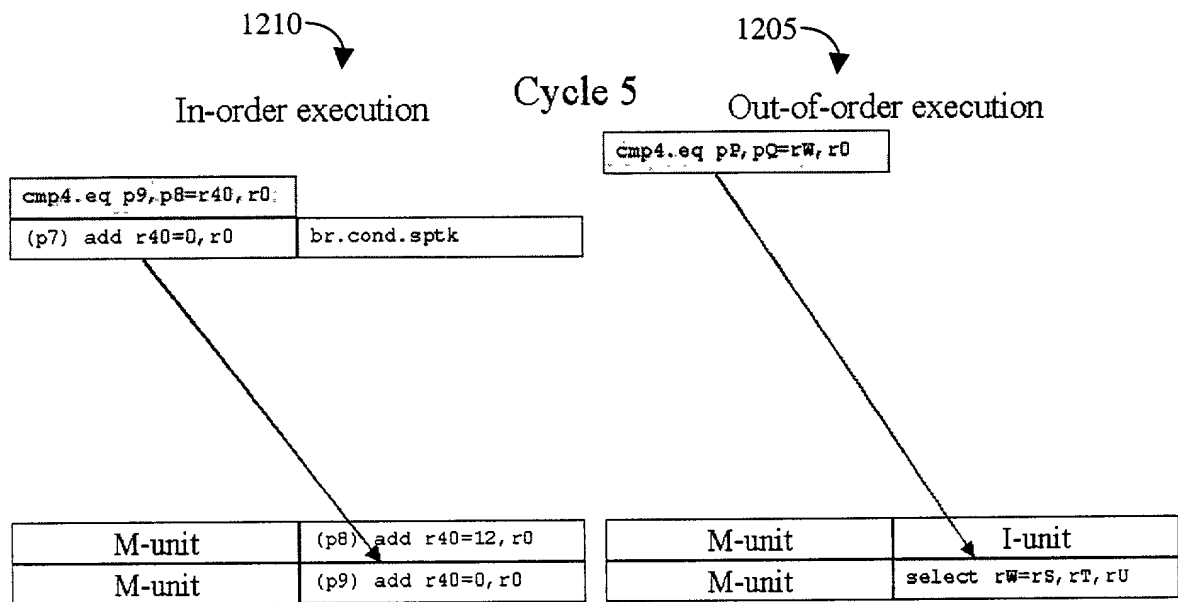 1210
1205
Cycle 5
In-order execution
Out-of-order execution
cmp4.eq pP,pQ=rW,r0
cmp4.eq p9,p8=r40,r0
(p7) add r40=0,r0
br.cond.sptk
M-unit
(p8) add r40=12,r0
M-unit
(p9) add r40=0,r0
M-unit
I-unit
M-unit
select rW=rS,rT,rU